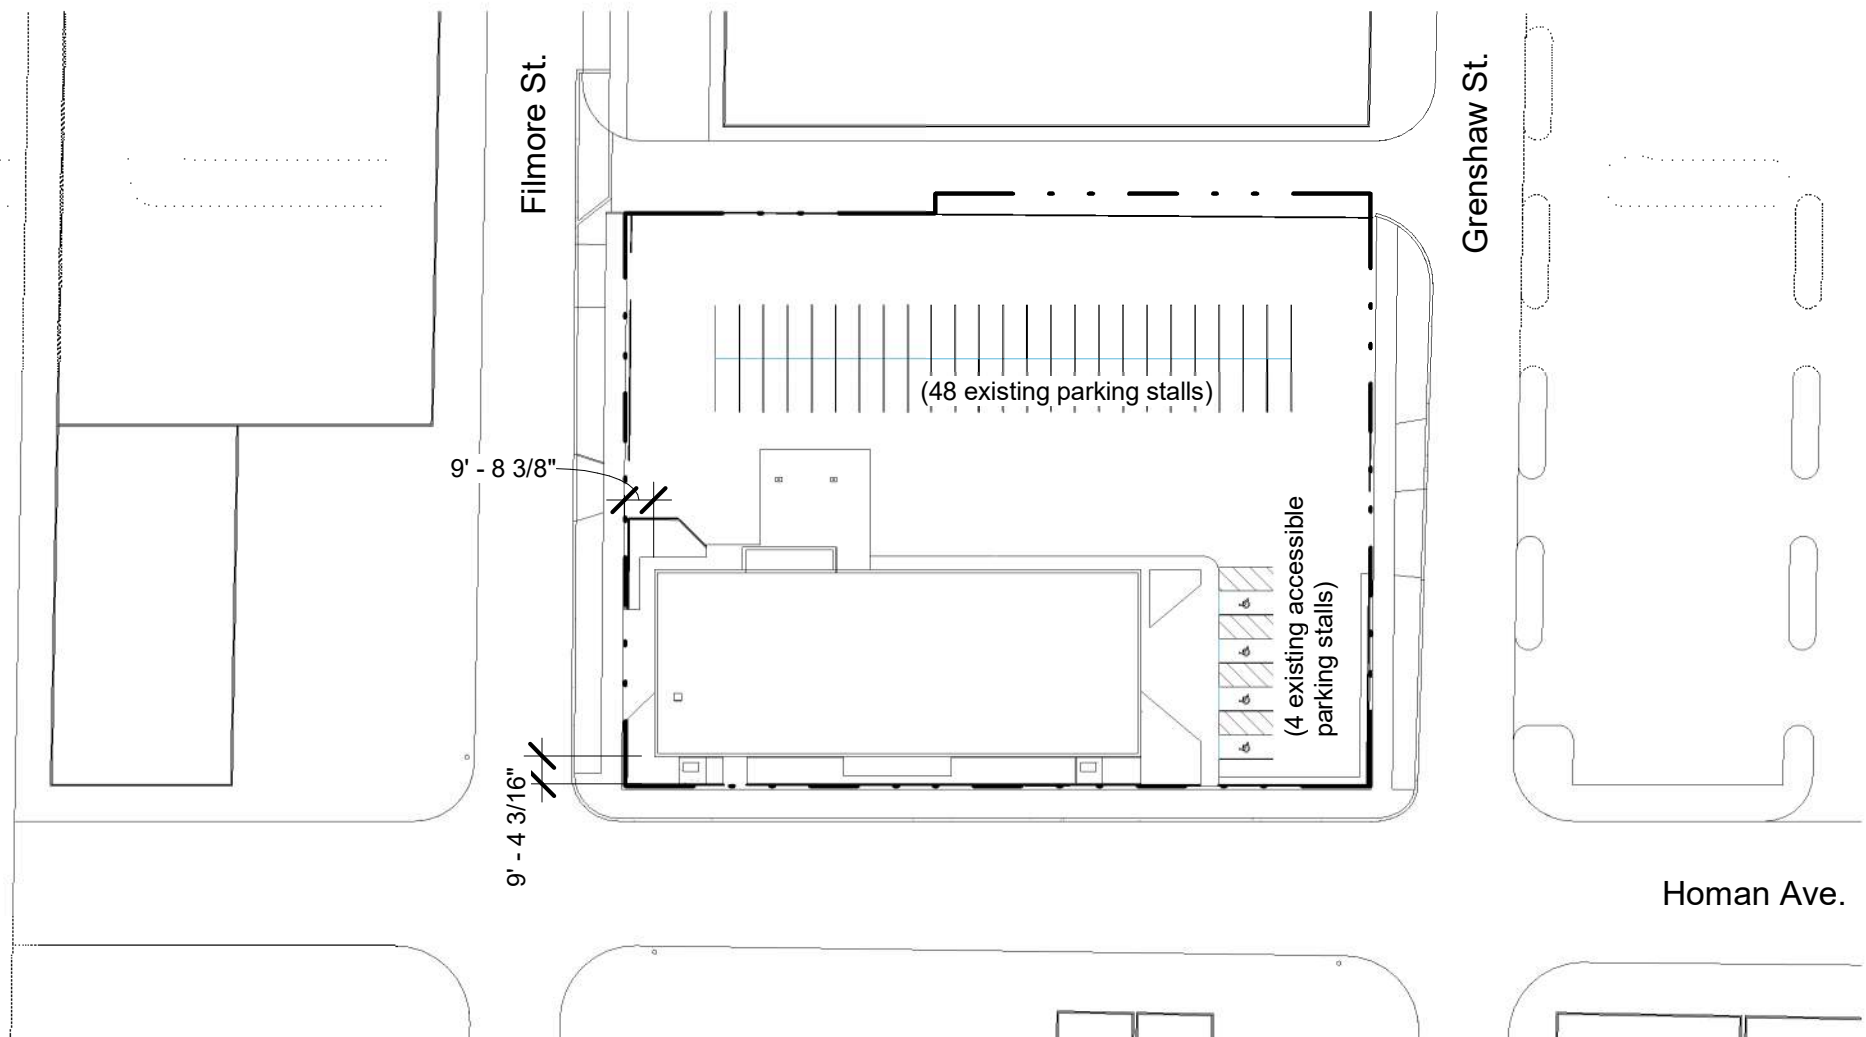 Filmore St.
Grenshaw St.
(48 existing parking stalls)
9' - 8 3/8"
(4 existing accessible
parking stalls)
9' - 4 3/16"
Homan Ave.